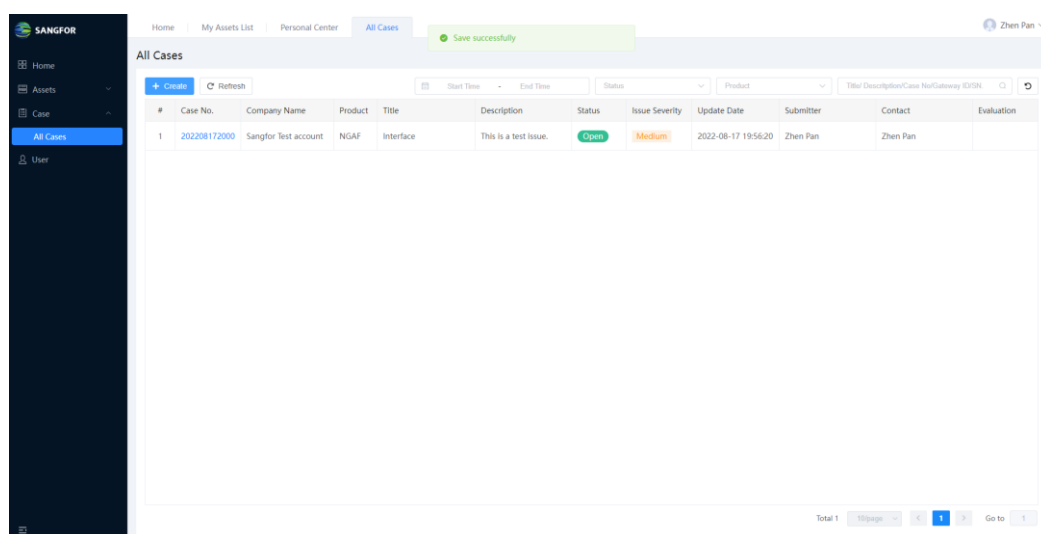 SANGFOR
Home
Assets
Case
All Cases
User
Home My Assets List Personal Center All Cases
Save successfully
Zhen Pan
All Cases
+ Create Refresh Start Time - End Time Status Product Title/ Description/Case No/Gateway ID/SN
# Case No. Company Name Product Title Description Status Issue Severity Update Date Submitter Contact Evaluation
1 202208172000 Sangfor Test account NGAF Interface This is a test issue. Open Medium 2022-08-17 19:56:20 Zhen Pan Zhen Pan
Total 1 10/page < 1 > Go to 1